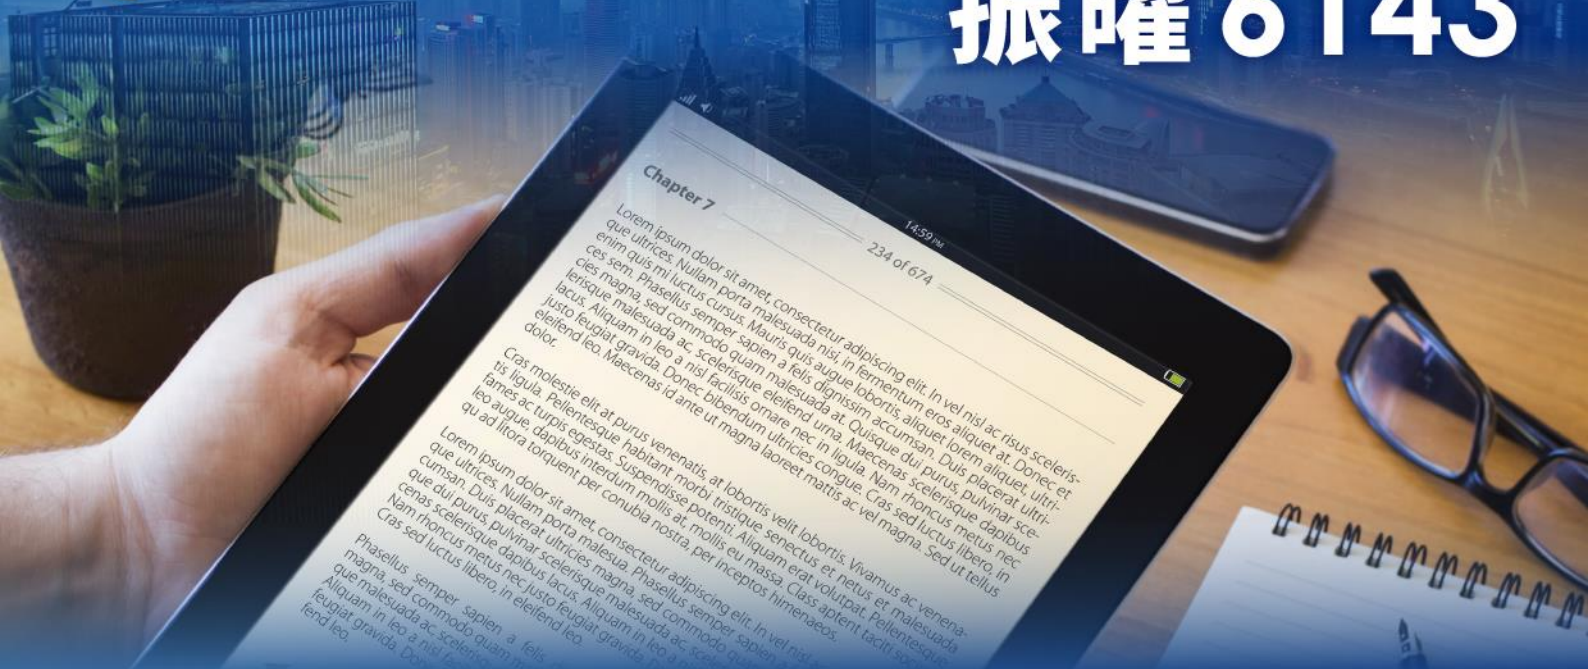 振曜 6143
14:59 PM
Chapter 7
234 of 674
Lorem ipsum dolor sit amet, consectetur adipiscing elit. In vel nisl ac risus sceleris-
que ultrices. Nullam porta malesuada nisi, in fermentum eros aliquet at. Donec et
enim quis mi luctus cursus. Mauris quis augue lobortis, aliquet lorem aliquet, ultri-
ces sem. Phasellus semper sapien a felis dignissim accumsan. Duis placerat ultri-
cies magna, sed commodo quam malesuada at. Quisque dui purus, pulvinar sce-
lerisque malesuada ac, scelerisque eleifend urna. Maecenas scelerisque dapibus
lacus. Aliquam in leo a nisl facilisis ornare nec in ligula. Nam rhoncus metus nec
justo feugiat gravida. Donec bibendum ultricies congue. Cras sed luctus libero, in
eleifend leo. Maecenas id ante ut magna laoreet mattis ac vel magna. Sed ut tellus
dolor.
Cras molestie elit at purus venenatis, at lobortis velit lobortis. Vivamus ac venena-
tis ligula. Pellentesque habitant morbi tristique senectus et netus et malesuada
fames ac turpis egestas. Suspendisse potenti. Aliquam erat volutpat. Pellentesque
leo augue, dapibus interdum mollis at, mollis eu massa. Class aptent taciti socios
qu ad litora torquent per conubia nostra, per inceptos himenaeos.
Lorem ipsum dolor sit amet, consectetur adipiscing elit. In vel nisl
que ultrices. Nullam porta malesua. Phasellus semper sapien
cumsan. Duis placerat ultricies magna, sed commodo
que dui purus, pulvinar scelerisque malesuada ac, sc
cenas scelerisque dapibus lacus. Aliquam in leo a
Nam rhoncus metus nec justo feugiat gravida
Cras sed luctus libero, in eleifend leo.
Phasellus semper sapien a felis
magna, sed commodo quam m
que malesuada ac, sceleris
Aliquam in leo a nisl f
feugiat gravida. Don
fend leo.